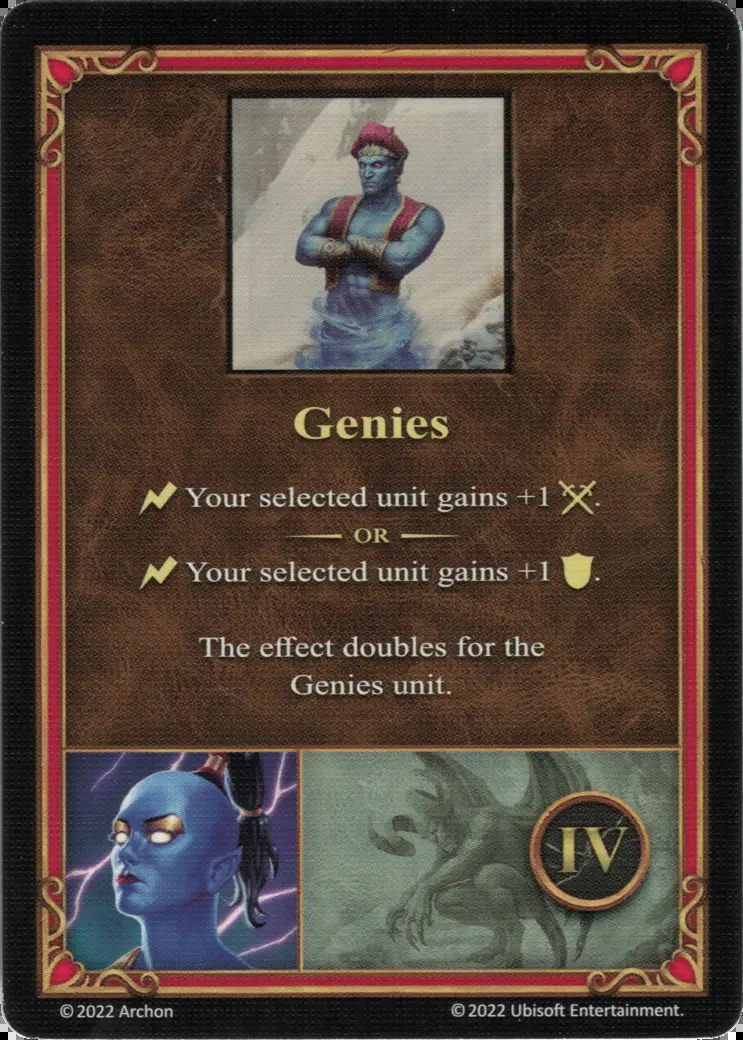 Genies
Your selected unit gains +1 .
OR
Your selected unit gains +1 .
The effect doubles for the
Genies unit.
IV
© 2022 Archon
© 2022 Ubisoft Entertainment.